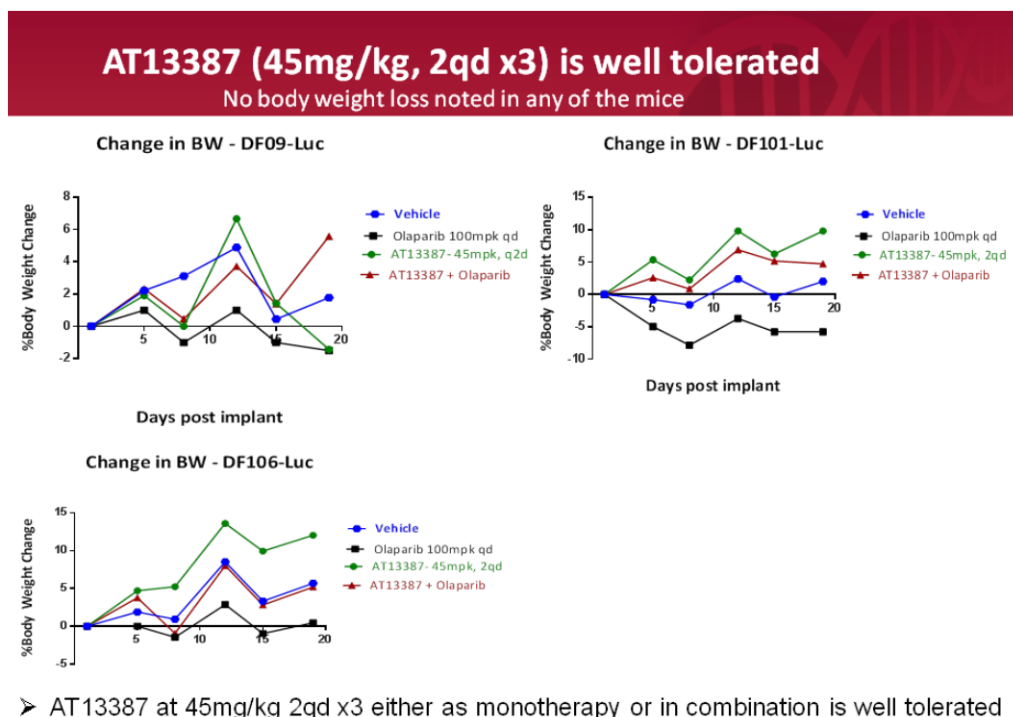 AT13387 (45mg/kg, 2qd x3) is well tolerated
No body weight loss noted in any of the mice
Change in BW - DF09-Luc
%Body Weight Change
8
6
4
2
0
-2
5
10
15
20
Days post implant
Vehicle
Olaparib 100mpk qd
AT13387- 45mpk, q2d
AT13387 + Olaparib
Change in BW - DF101-Luc
%Body Weight Change
15
10
5
0
-5
-10
5
10
15
20
Days post implant
Vehicle
Olaparib 100mpk qd
AT13387- 45mpk, 2qd
AT13387 + Olaparib
Change in BW - DF106-Luc
%Body Weight Change
15
10
5
0
-5
5
10
15
20
Vehicle
Olaparib 100mpk qd
AT13387- 45mpk, 2qd
AT13387 + Olaparib
➢ AT13387 at 45mg/kg 2qd x3 either as monotherapy or in combination is well tolerated